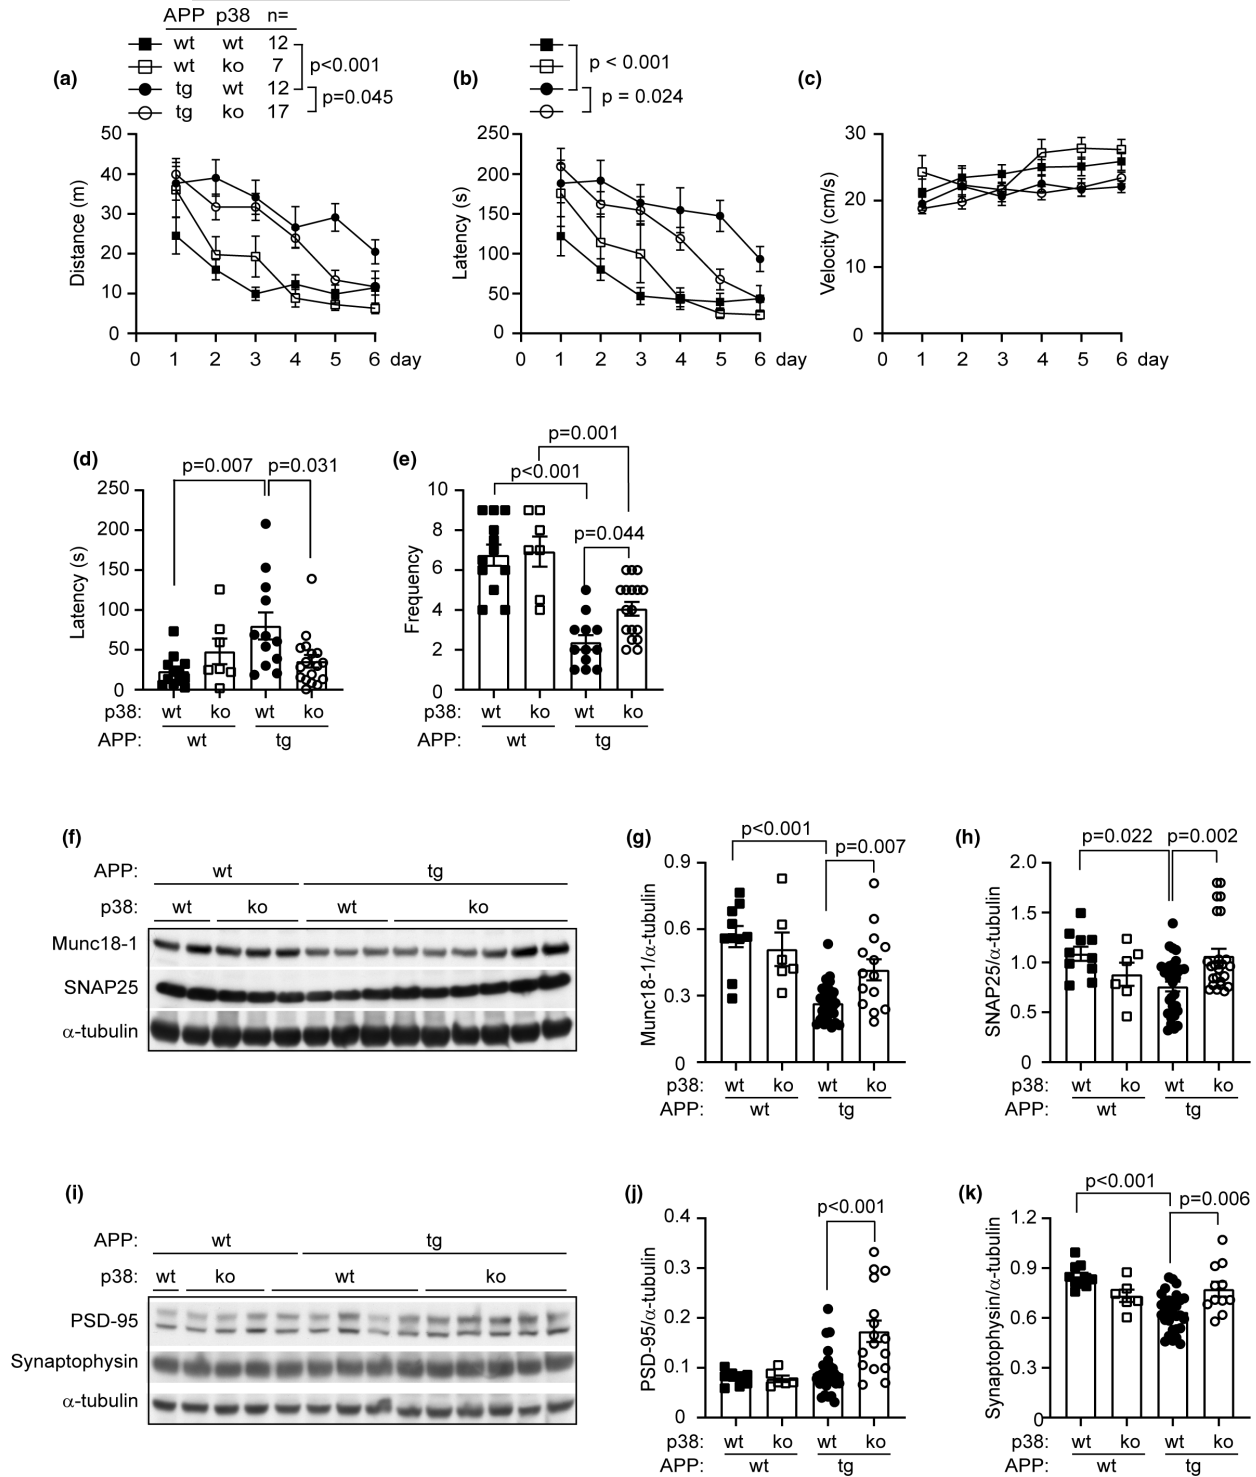 APP p38 n=
wt wt 12
wt ko 7
tg wt 12
tg ko 17
p<0.001
p=0.045
(a)
Distance (m)
50
40
30
20
10
0
0 1 2 3 4 5 6 day
(b)
p < 0.001
p = 0.024
Latency (s)
250
200
150
100
50
0
0 1 2 3 4 5 6 day
(c)
Velocity (cm/s)
30
20
10
0
0 1 2 3 4 5 6 day
(d)
p=0.007 p=0.031
Latency (s)
250
200
150
100
50
0
p38: wt ko wt ko
APP: wt tg
(e)
p=0.001
p<0.001
p=0.044
Frequency
10
8
6
4
2
0
p38: wt ko wt ko
APP: wt tg
(f)
APP: wt tg
p38: wt ko wt ko
Munc18-1
SNAP25
α-tubulin
(g)
p<0.001
p=0.007
Munc18-1/α-tubulin
0.9
0.6
0.3
0
p38: wt ko wt ko
APP: wt tg
(h)
p=0.022 p=0.002
SNAP25/α-tubulin
2.0
1.5
1.0
0.5
0
p38: wt ko wt ko
APP: wt tg
(i)
APP: wt tg
p38: wt ko wt ko
PSD-95
Synaptophysin
α-tubulin
(j)
p<0.001
PSD-95/α-tubulin
0.4
0.3
0.2
0.1
0
p38: wt ko wt ko
APP: wt tg
(k)
p<0.001
p=0.006
Synaptophysin/α-tubulin
1.2
0.9
0.6
0.3
0
p38: wt ko wt ko
APP: wt tg